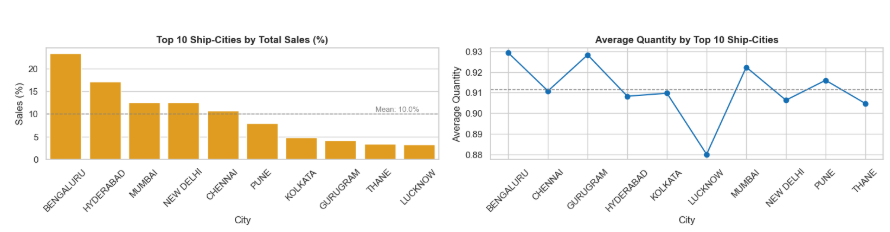 Top 10 Ship-Cities by Total Sales (%)
Sales (%)
20
15
10
5
0
Mean: 10.0%
BENGALURU
HYDERABAD
MUMBAI
NEW DELHI
CHENNAI
PUNE
KOLKATA
GURUGRAM
THANE
LUCKNOW
City
Average Quantity by Top 10 Ship-Cities
Average Quantity
0.93
0.92
0.91
0.89
0.88
BENGALURU
CHENNAI
GURUGRAM
HYDERABAD
KOLKATA
LUCKNOW
MUMBAI
NEW DELHI
PUNE
THANE
City